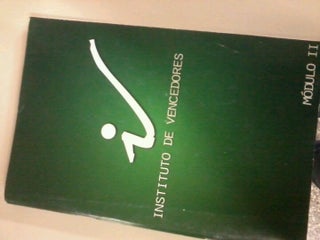 INSTITUTO DE VENCEDORES
MÓDULO II